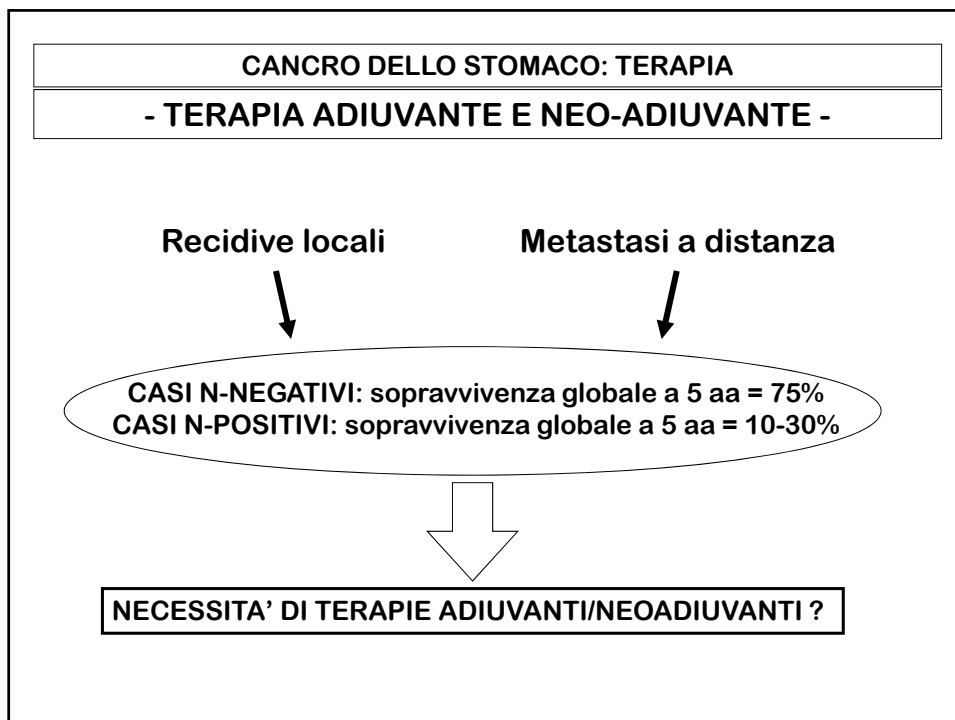 CANCRO DELLO STOMACO: TERAPIA
- TERAPIA ADIUVANTE E NEO-ADIUVANTE -
Recidive locali
Metastasi a distanza
CASI N-NEGATIVI: sopravvivenza globale a 5 aa = 75%
CASI N-POSITIVI: sopravvivenza globale a 5 aa = 10-30%
NECESSITA’ DI TERAPIE ADIUVANTI/NEOADIUVANTI ?